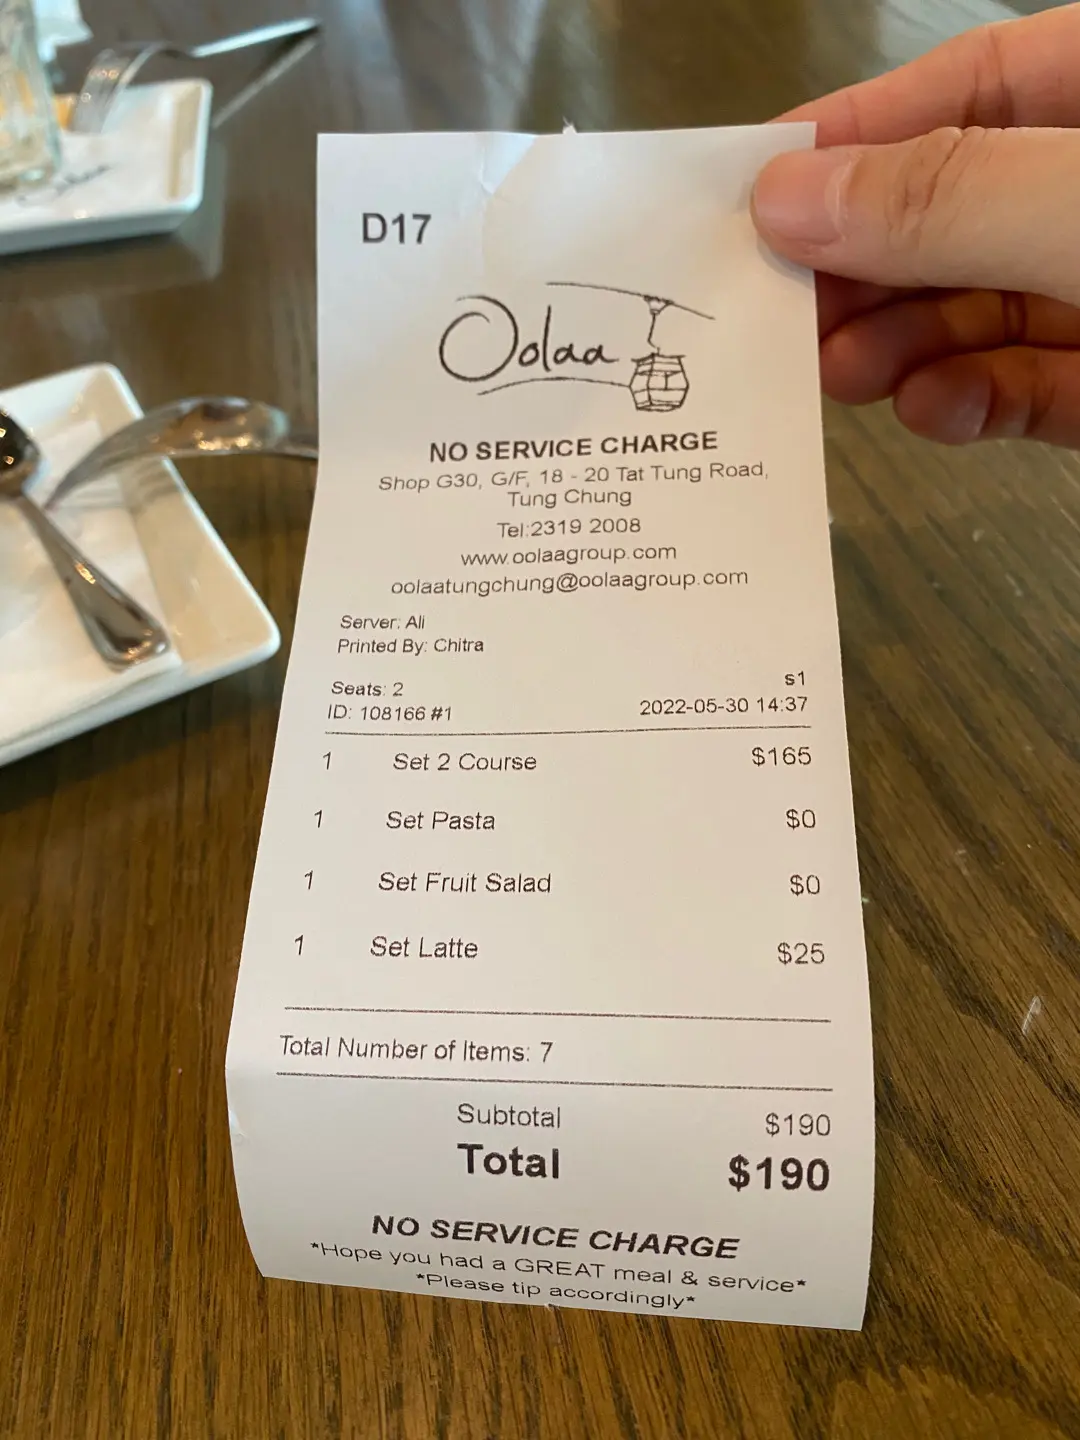 D17
Oolaa
NO SERVICE CHARGE
Shop G30, G/F, 18 - 20 Tat Tung Road,
Tung Chung
Tel:2319 2008
www.oolaagroup.com
oolaatungchung@oolaagroup.com
Server: Ali
Printed By: Chitra
s1
Seats: 2
ID: 108166 #1 2022-05-30 14:37
1 Set 2 Course $165
1 Set Pasta $0
1 Set Fruit Salad $0
1 Set Latte $25
Total Number of Items: 7
Subtotal $190
Total $190
NO SERVICE CHARGE
*Hope you had a GREAT meal & service*
*Please tip accordingly*